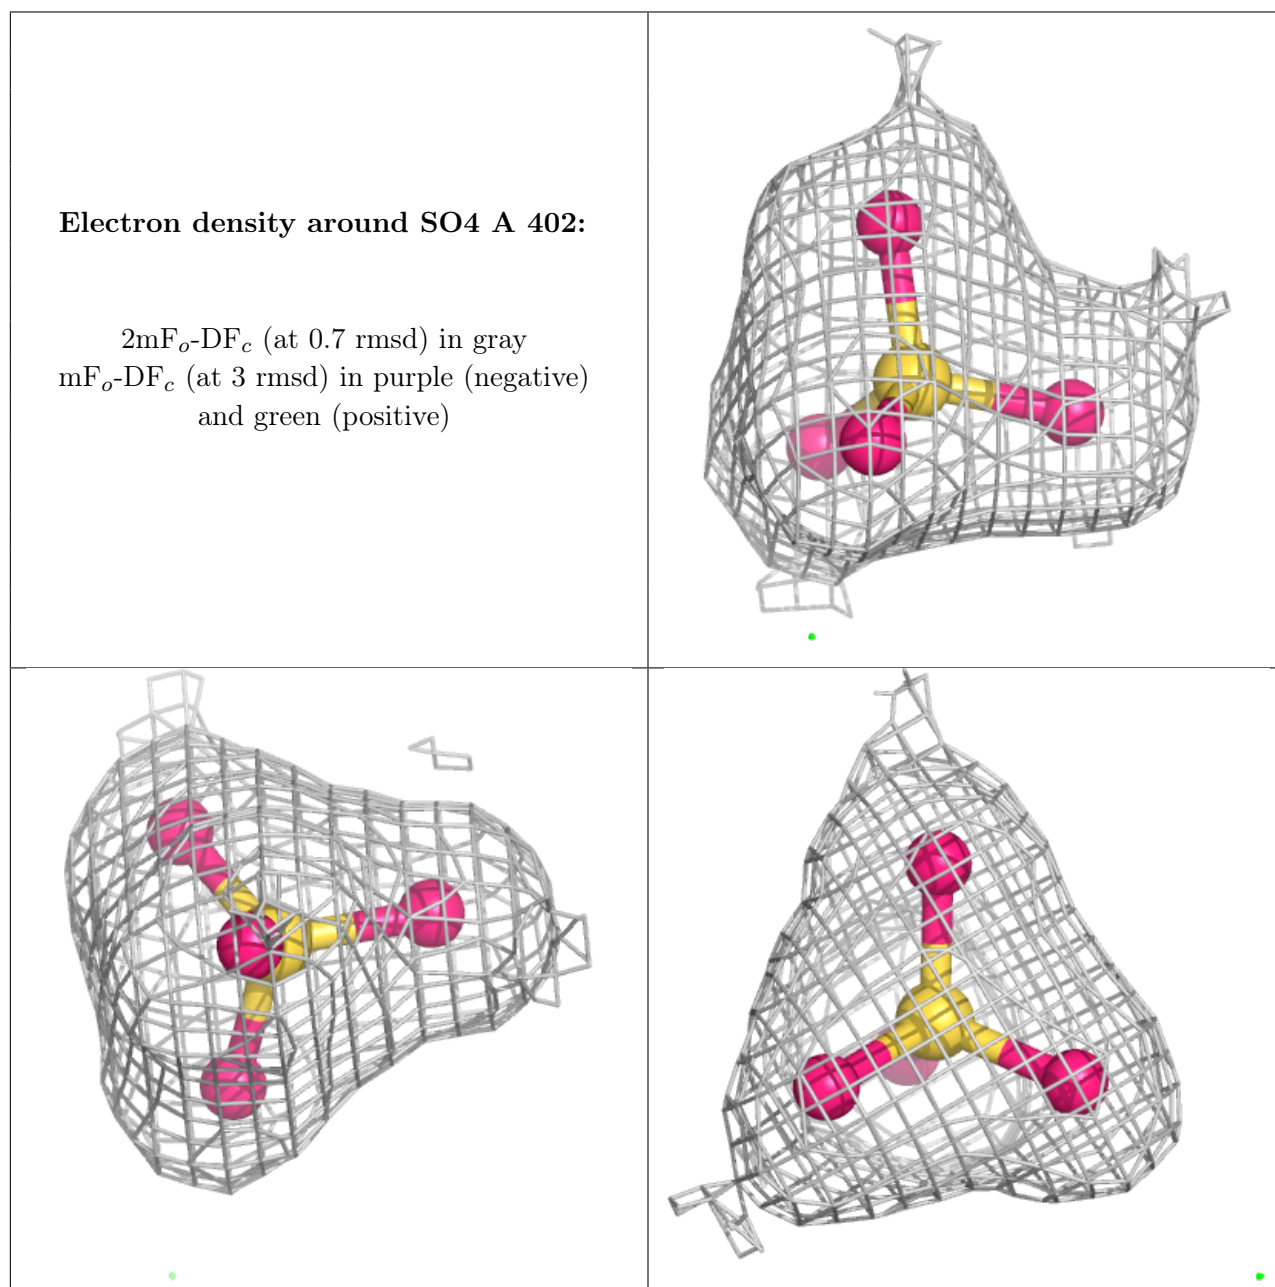 Electron density around SO4 A 402:
2mFo-DFc (at 0.7 rmsd) in gray
mFo-DFc (at 3 rmsd) in purple (negative)
and green (positive)